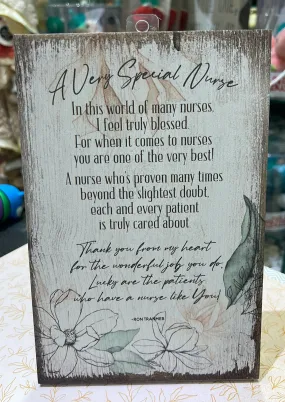 A Very Special Nurse
In this world of many nurses,
I feel truly blessed.
For when it comes to nurses
you are one of the very best!
A nurse who's proven many times
beyond the slightest doubt,
each and every patient
is truly cared about
Thank you from my heart
for the wonderful job you do.
Lucky are the patients
who have a nurse like You!
-RON TRANMER